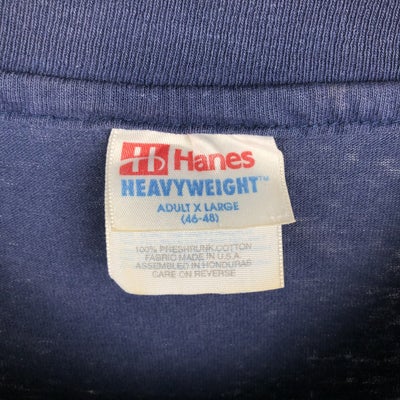 Hanes
HEAVYWEIGHT™
ADULT X LARGE
(46-48)
100% PRESHRUNK COTTON
FABRIC MADE IN U.S.A.
ASSEMBLED IN HONDURAS
CARE ON REVERSE